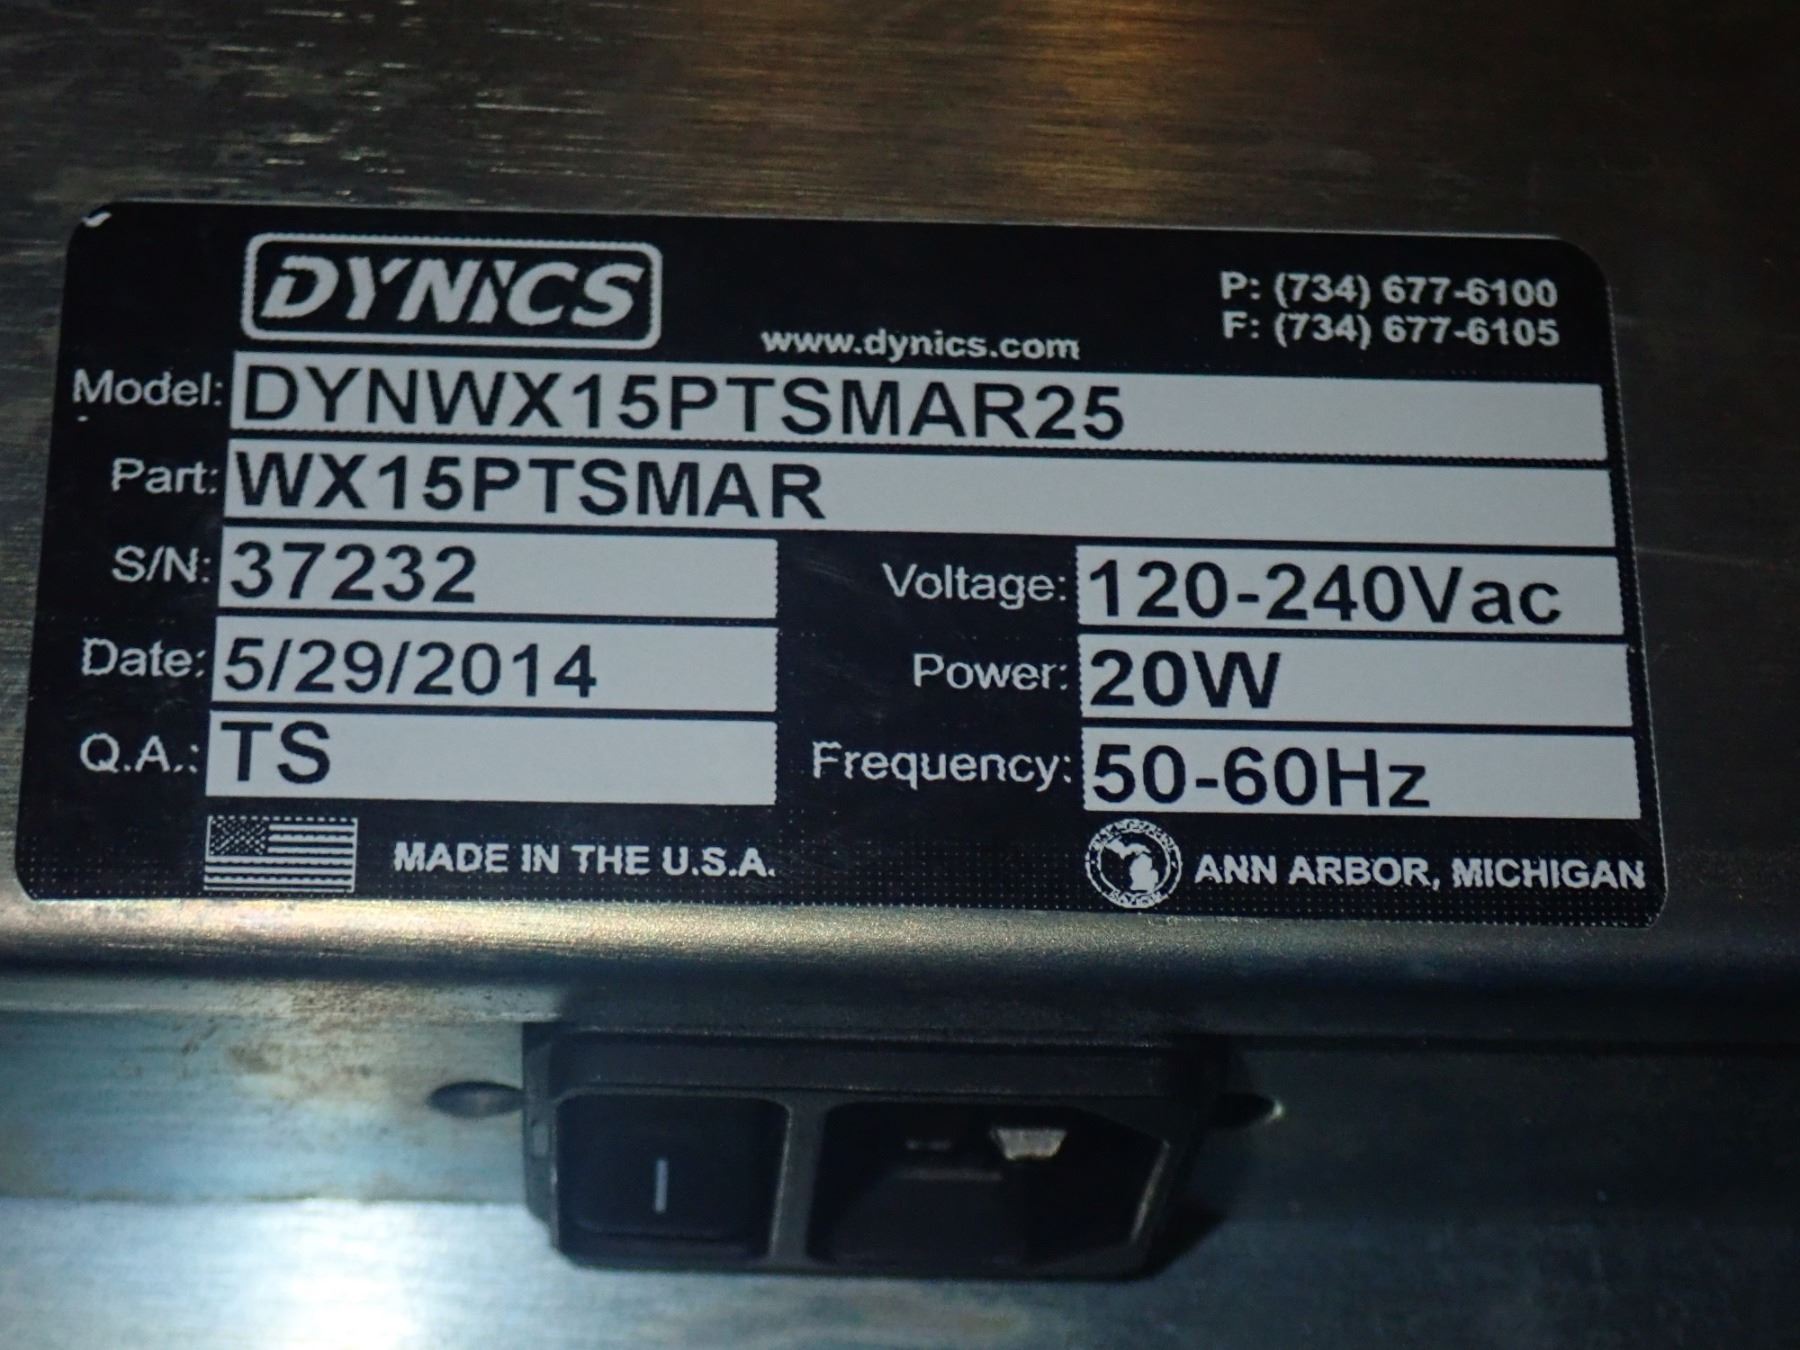 DYNICS
www.dynics.com
P: (734) 677-6100
F: (734) 677-6105
Model: DYNWX15PTSMAR25
Part: WX15PTSMAR
S/N: 37232
Voltage: 120-240Vac
Date: 5/29/2014
Power: 20W
Q.A.: TS
Frequency: 50-60Hz
MADE IN THE U.S.A.
ANN ARBOR, MICHIGAN